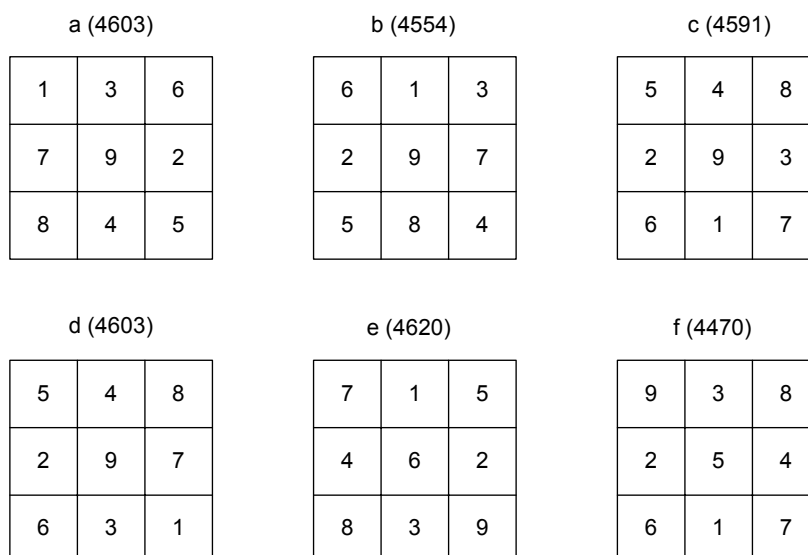 a (4603) b (4554) c (4591)
1 3 6 6 1 3 5 4 8
7 9 2 2 9 7 2 9 3
8 4 5 5 8 4 6 1 7
d (4603) e (4620) f (4470)
5 4 8 7 1 5 9 3 8
2 9 7 4 6 2 2 5 4
6 3 1 8 3 9 6 1 7